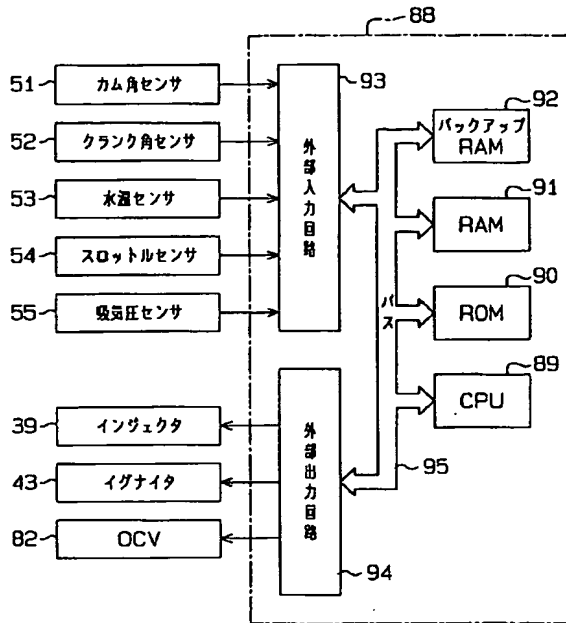 88
51
カム角センサ
52
クランク角センサ
53
水温センサ
54
スロットルセンサ
55
吸気圧センサ
93
外部入力回路
92
バックアップ
RAM
91
RAM
90
ROM
89
CPU
バス
95
39
インジェクタ
43
イグナイタ
82
OCV
外部出力回路
94